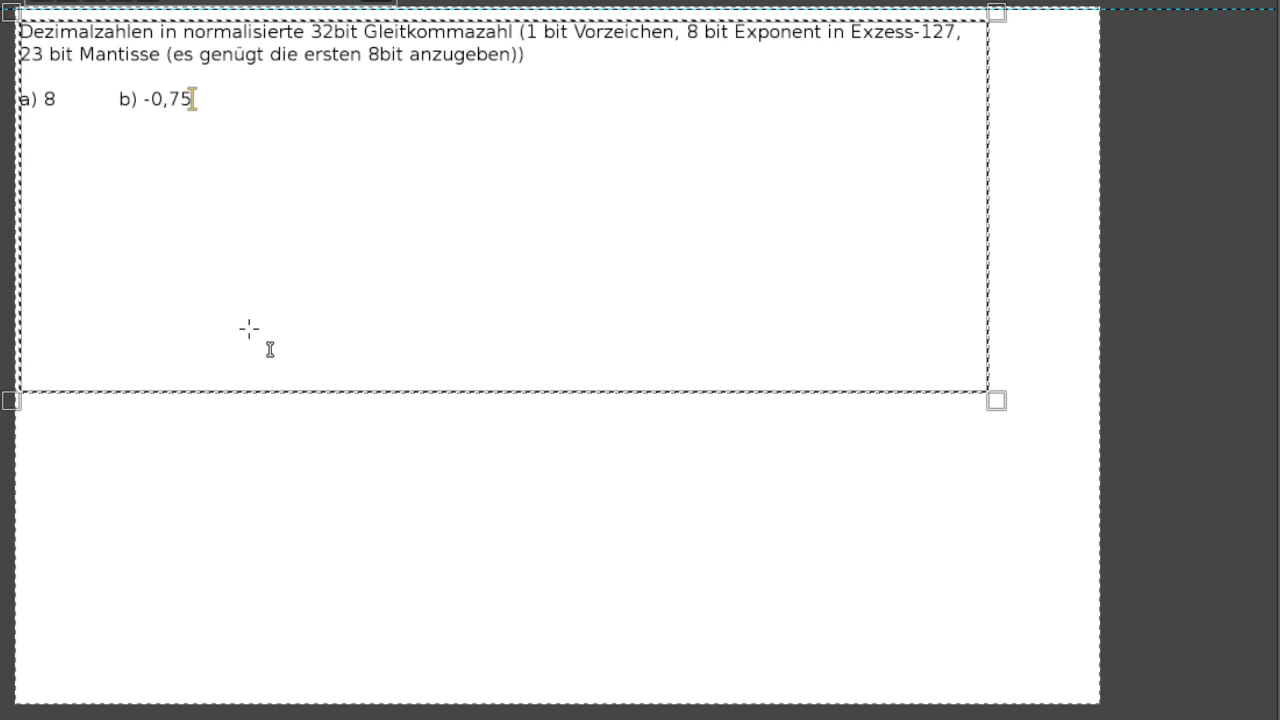 Dezimalzahlen in normalisierte 32bit Gleitkommazahl (1 bit Vorzeichen, 8 bit Exponent in Exzess-127,
23 bit Mantisse (es genügt die ersten 8bit anzugeben))
a) 8 b) -0,75